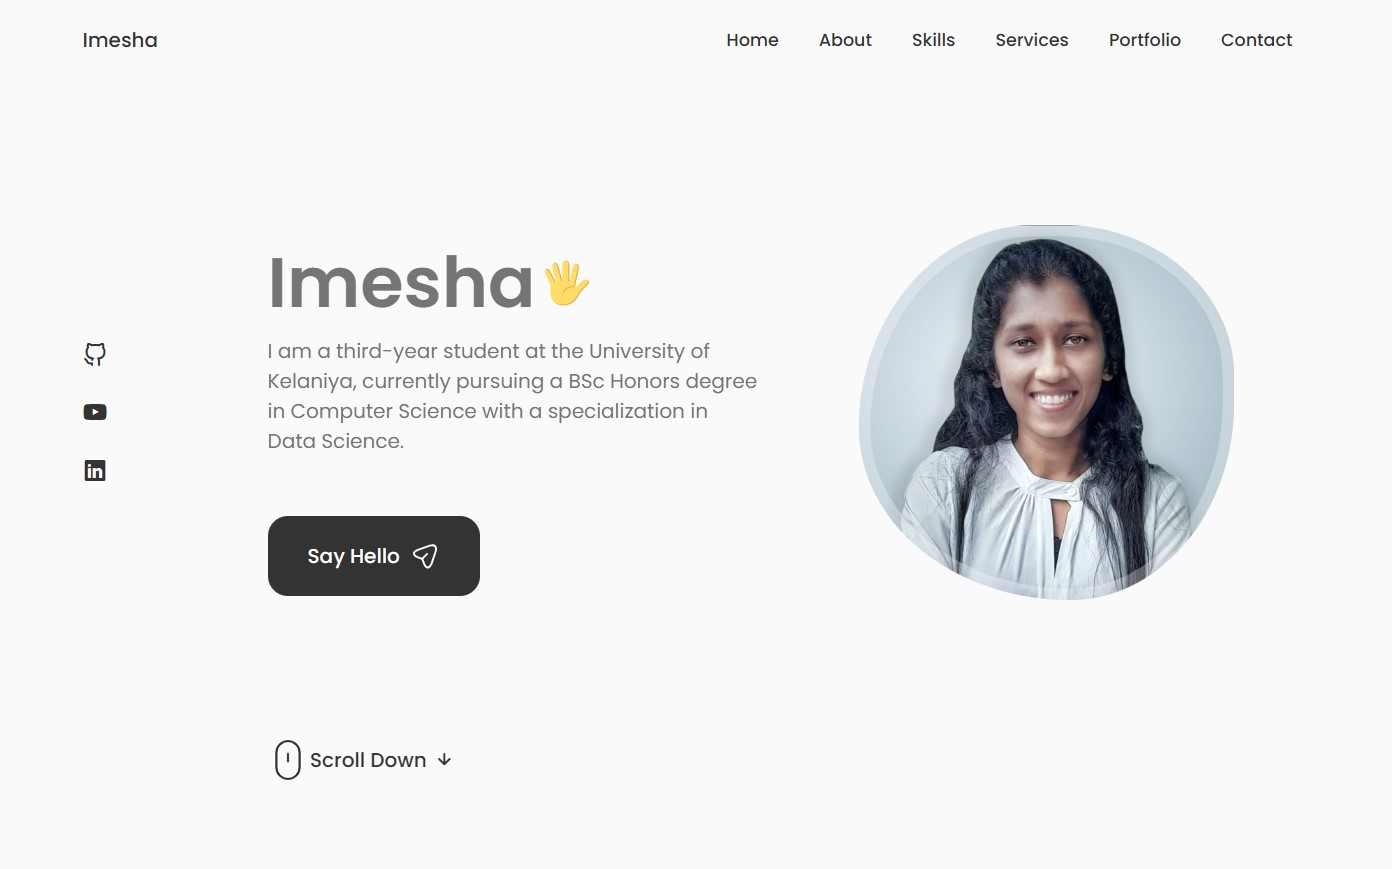 Imesha
Home About Skills Services Portfolio Contact
Imesha
I am a third-year student at the University of
Kelaniya, currently pursuing a BSc Honors degree
in Computer Science with a specialization in
Data Science.
in
Say Hello
Scroll Down